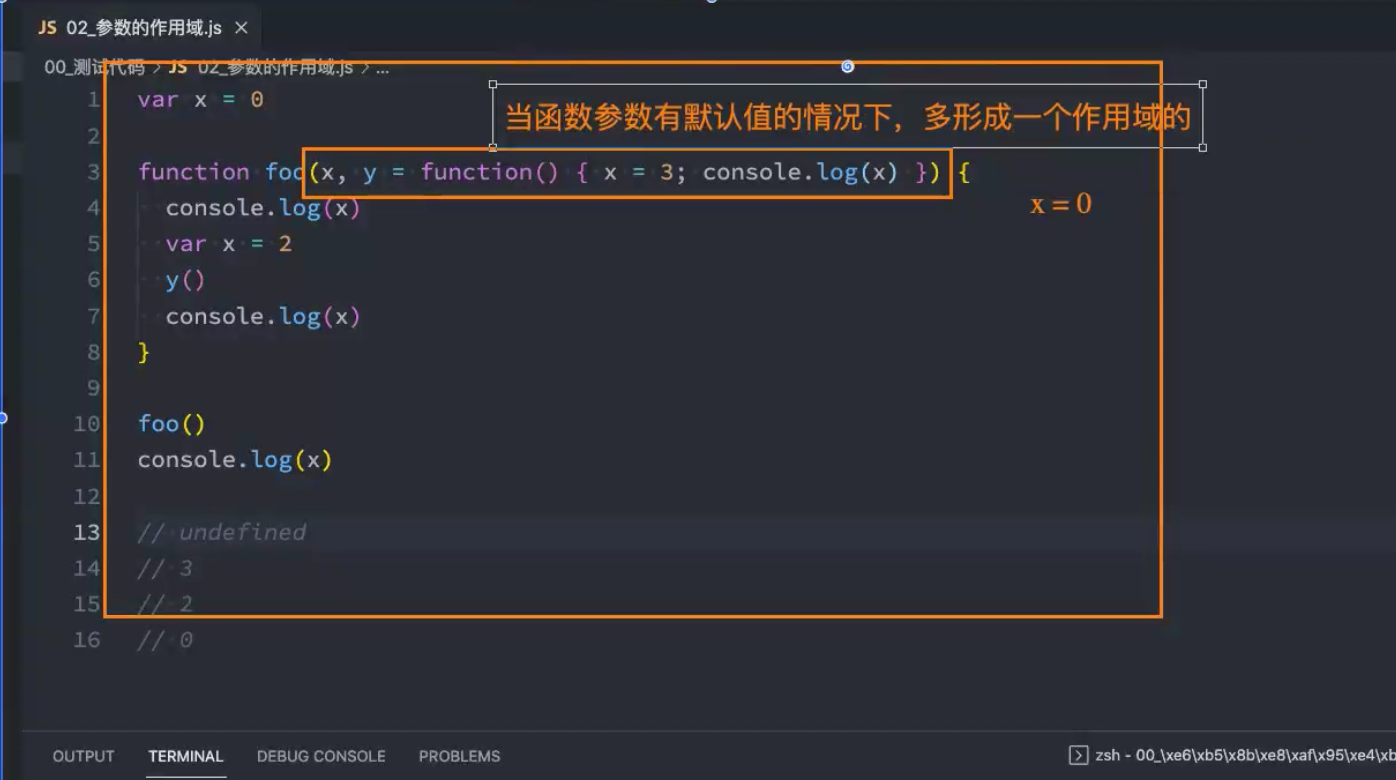 JS 02_参数的作用域.js ×
00_测试代码 > JS 02_参数的作用域.js > ...
当函数参数有默认值的情况下，多形成一个作用域的
1 var x = 0
2
3 function foo(x, y = function() { x = 3; console.log(x) }) {
x = 0
4 console.log(x)
5 var x = 2
6 y()
7 console.log(x)
8 }
9
10 foo()
11 console.log(x)
12
13 // undefined
14 // 3
15 // 2
16 // 0
OUTPUT TERMINAL DEBUG CONSOLE PROBLEMS zsh - 00_\xe6\xb5\x8b\xe8\xaf\x95\xe4\xb